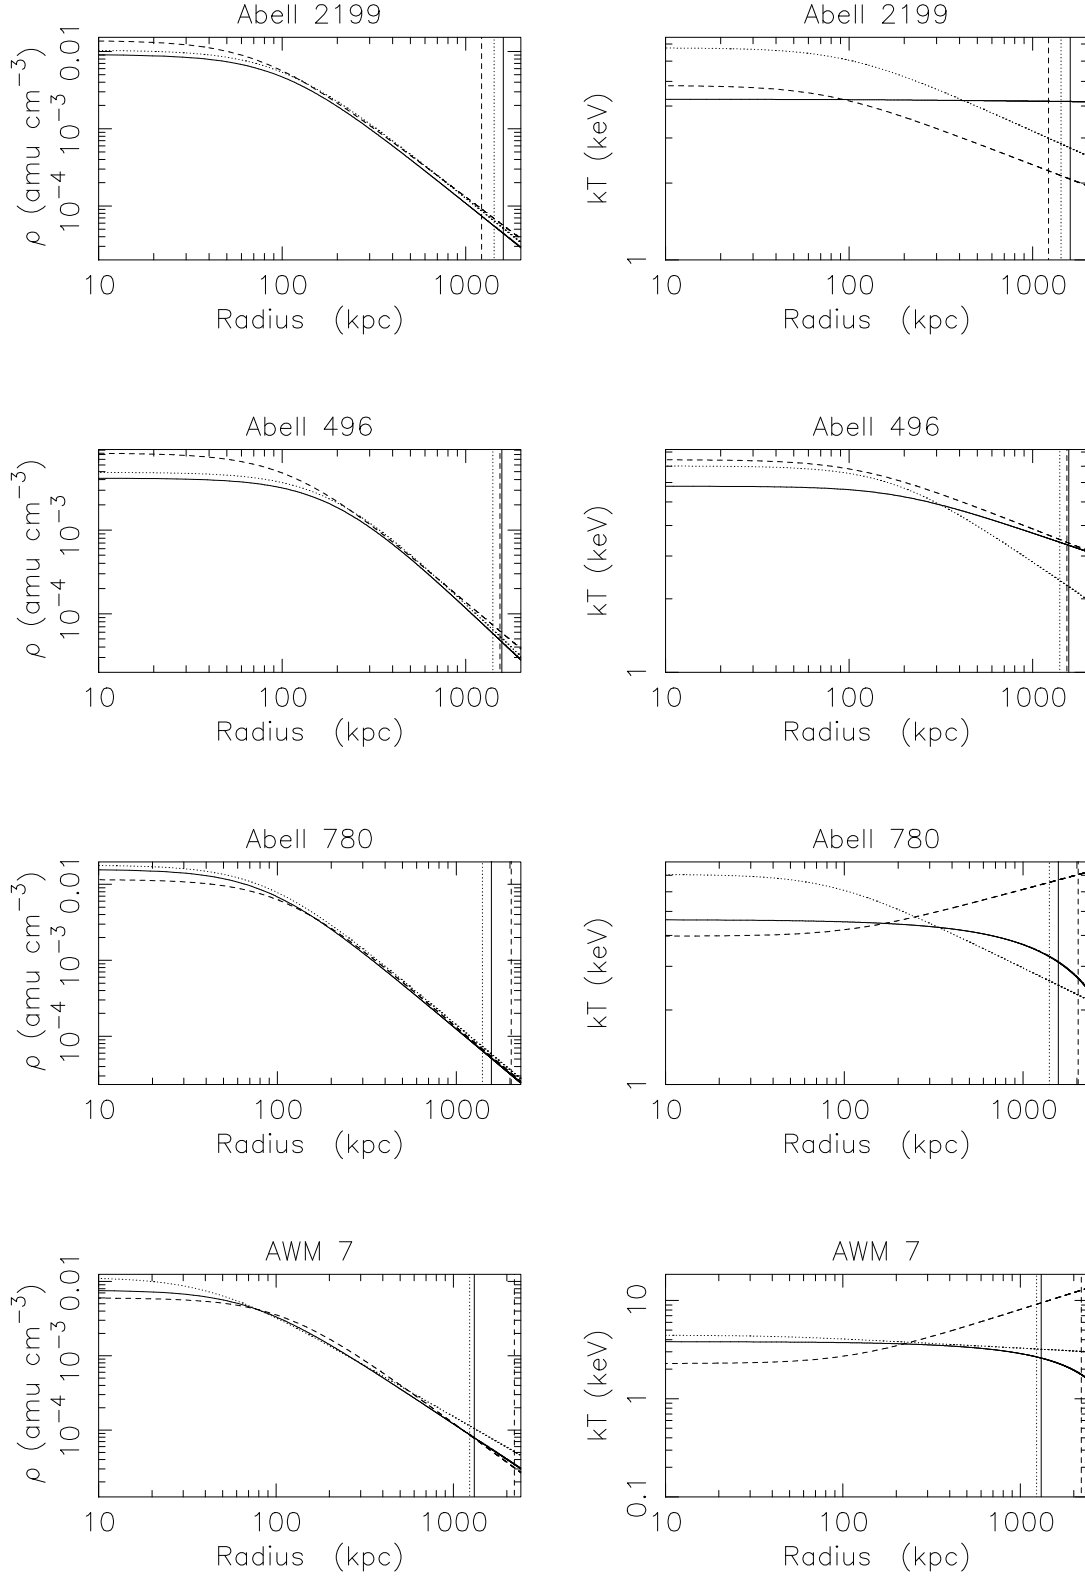 Abell 2199
ρ (amu cm⁻³)
10⁻⁴ 10⁻³ 0.01
10 100 1000
Radius (kpc)
Abell 2199
kT (keV)
1
10 100 1000
Radius (kpc)
Abell 496
ρ (amu cm⁻³)
10⁻⁴ 10⁻³
10 100 1000
Radius (kpc)
Abell 496
kT (keV)
1
10 100 1000
Radius (kpc)
Abell 780
ρ (amu cm⁻³)
10⁻⁴ 10⁻³ 0.01
10 100 1000
Radius (kpc)
Abell 780
kT (keV)
1
10 100 1000
Radius (kpc)
AWM 7
ρ (amu cm⁻³)
10⁻⁴ 10⁻³ 0.01
10 100 1000
Radius (kpc)
AWM 7
kT (keV)
0.1 1 10
10 100 1000
Radius (kpc)